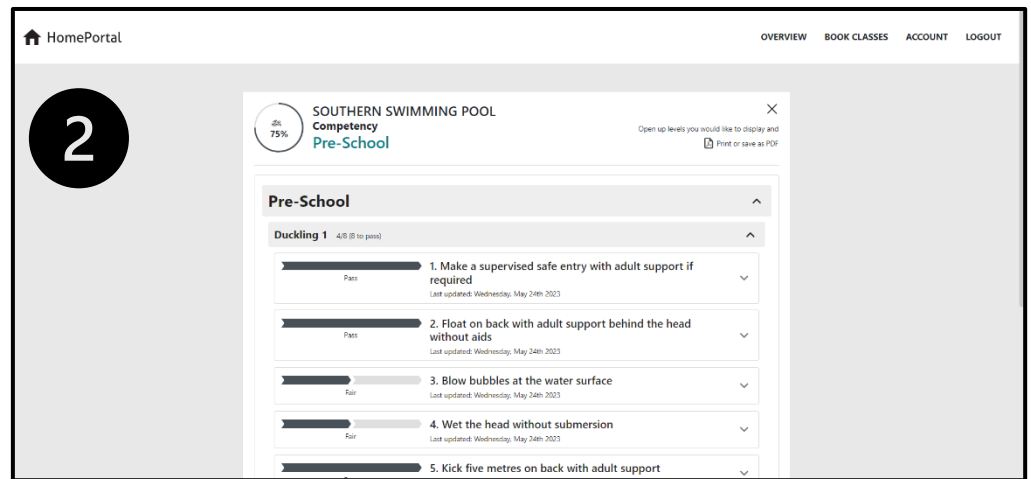 HomePortal
OVERVIEW BOOK CLASSES ACCOUNT LOGOUT
2
SOUTHERN SWIMMING POOL
Competency
Pre-School
75%
Open up levels you would like to display and
Print or save as PDF
Pre-School
Duckling 1 4/8 (8 to pass)
Pass
1. Make a supervised safe entry with adult support if
required
Last updated: Wednesday, May 24th 2023
Pass
2. Float on back with adult support behind the head
without aids
Last updated: Wednesday, May 24th 2023
Fair
3. Blow bubbles at the water surface
Last updated: Wednesday, May 24th 2023
Fair
4. Wet the head without submersion
Last updated: Wednesday, May 24th 2023
5. Kick five metres on back with adult support